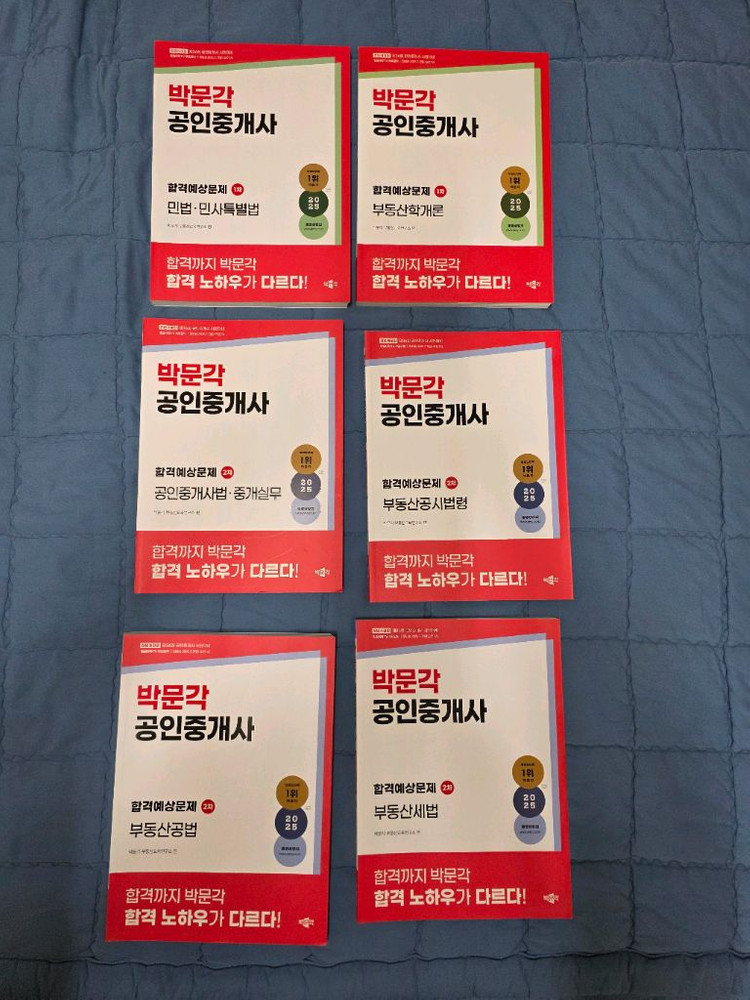 박문각
공인중개사
합격예상문제 1차
민법·민사특별법
1위
2025
합격까지 박문각
합격 노하우가 다르다!
박문각
공인중개사
합격예상문제 1차
부동산학개론
1위
2025
합격까지 박문각
합격 노하우가 다르다!
박문각
공인중개사
합격예상문제 2차
공인중개사법·중개실무
1위
2025
합격까지 박문각
합격 노하우가 다르다!
박문각
공인중개사
합격예상문제 2차
부동산공시법령
1위
2025
합격까지 박문각
합격 노하우가 다르다!
박문각
공인중개사
합격예상문제 2차
부동산공법
1위
2025
합격까지 박문각
합격 노하우가 다르다!
박문각
공인중개사
합격예상문제 2차
부동산세법
1위
2025
합격까지 박문각
합격 노하우가 다르다!